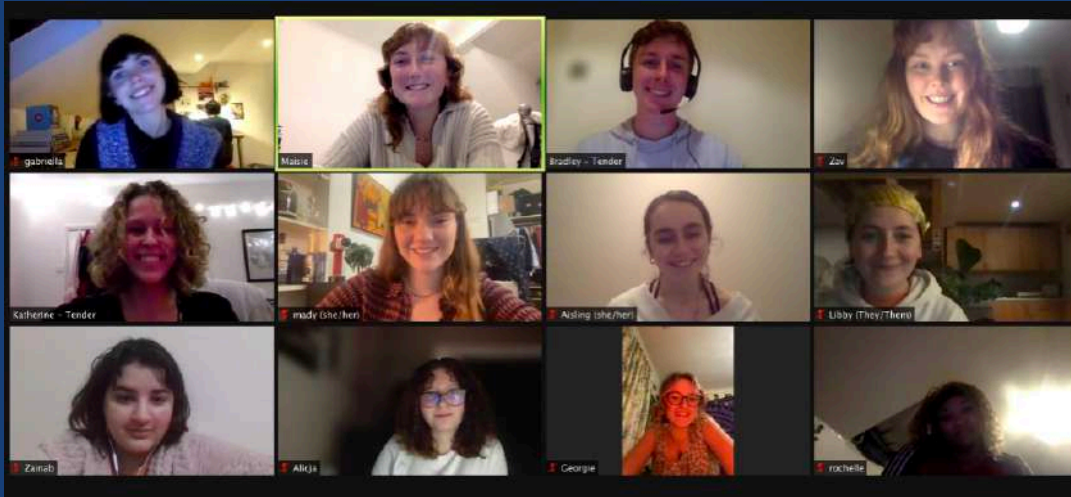 gabriella
Maisie
Bradley - Tender
Zav
Katherine - Tender
mady (she/her)
Aisling (she/her)
Libby (They/Them)
Zainab
Alicja
Georgie
rochelle